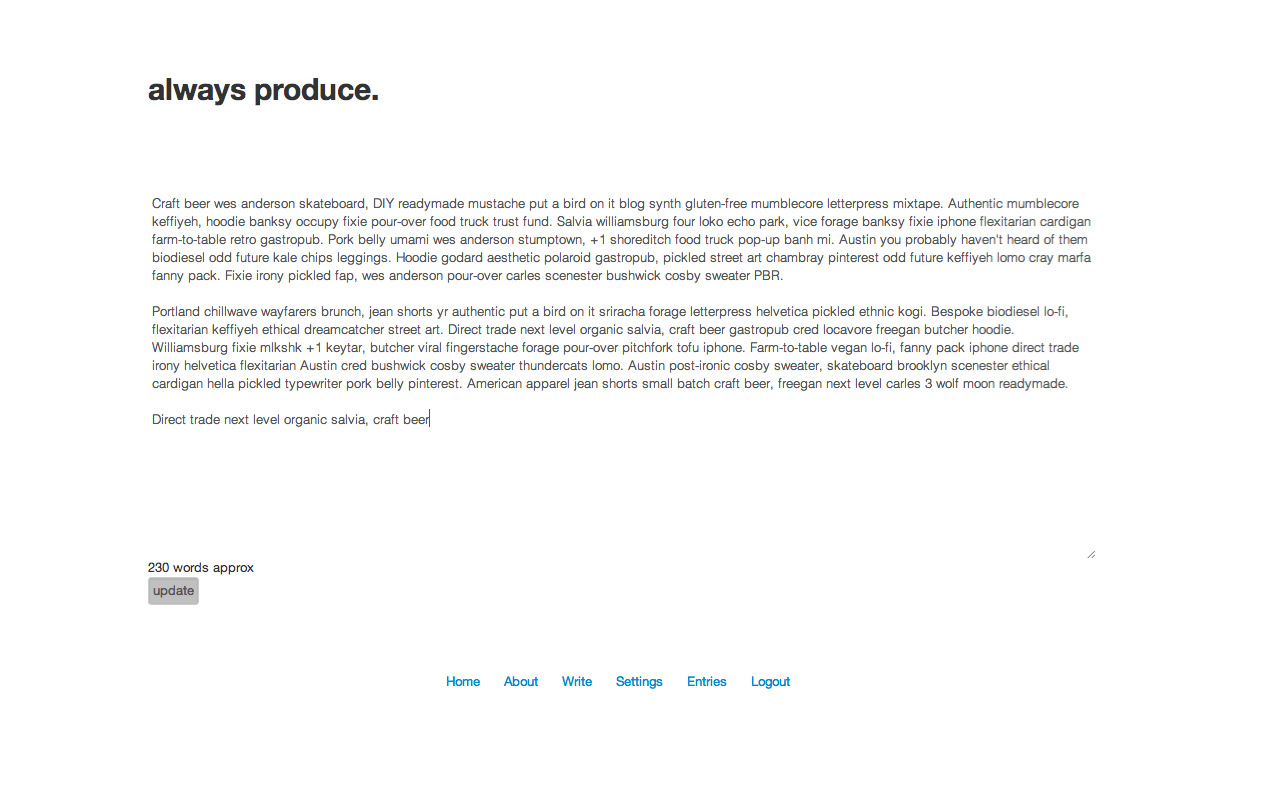 always produce.
Craft beer wes anderson skateboard, DIY readymade mustache put a bird on it blog synth gluten-free mumblecore letterpress mixtape. Authentic mumblecore
keffiyeh, hoodie banksy occupy fixie pour-over food truck trust fund. Salvia williamsburg four loko echo park, vice forage banksy fixie iphone flexitarian cardigan
farm-to-table retro gastropub. Pork belly umami wes anderson stumptown, +1 shoreditch food truck pop-up banh mi. Austin you probably haven't heard of them
biodiesel odd future kale chips leggings. Hoodie godard aesthetic polaroid gastropub, pickled street art chambray pinterest odd future keffiyeh lomo cray marfa
fanny pack. Fixie irony pickled fap, wes anderson pour-over carles scenester bushwick cosby sweater PBR.
Portland chillwave wayfarers brunch, jean shorts yr authentic put a bird on it sriracha forage letterpress helvetica pickled ethnic kogi. Bespoke biodiesel lo-fi,
flexitarian keffiyeh ethical dreamcatcher street art. Direct trade next level organic salvia, craft beer gastropub cred locavore freegan butcher hoodie.
Williamsburg fixie mlkshk +1 keytar, butcher viral fingerstache forage pour-over pitchfork tofu iphone. Farm-to-table vegan lo-fi, fanny pack iphone direct trade
irony helvetica flexitarian Austin cred bushwick cosby sweater thundercats lomo. Austin post-ironic cosby sweater, skateboard brooklyn scenester ethical
cardigan hella pickled typewriter pork belly pinterest. American apparel jean shorts small batch craft beer, freegan next level carles 3 wolf moon readymade.
Direct trade next level organic salvia, craft beer
230 words approx
update
Home About Write Settings Entries Logout